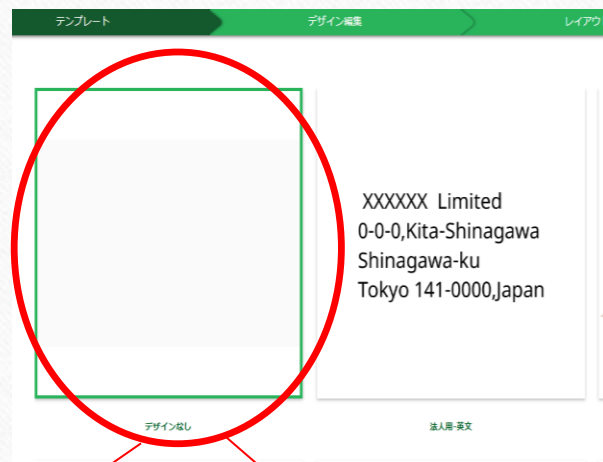 テンプレート
デザイン編集
レイアウ
XXXXXX Limited
0-0-0,Kita-Shinagawa
Shinagawa-ku
Tokyo 141-0000,Japan
デザインなし
法人用-英文